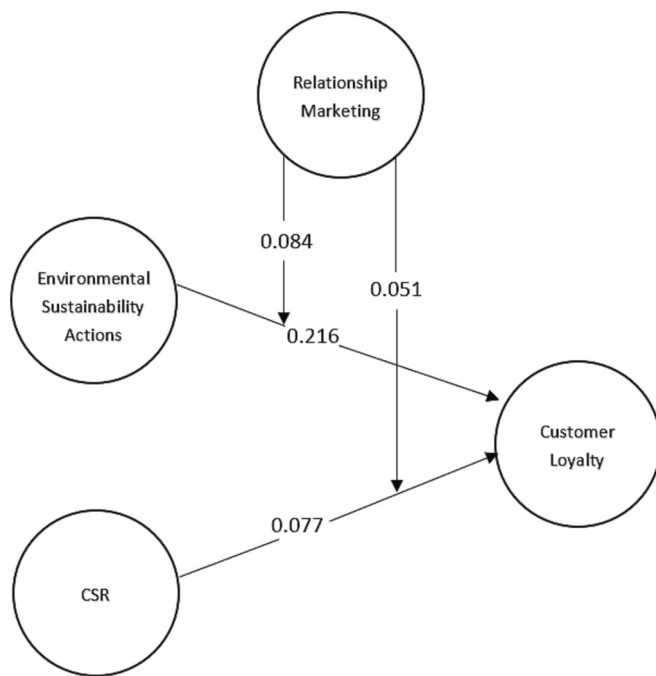 Relationship
Marketing
0.084
Environmental
Sustainability
Actions
0.051
0.216
Customer
Loyalty
0.077
CSR